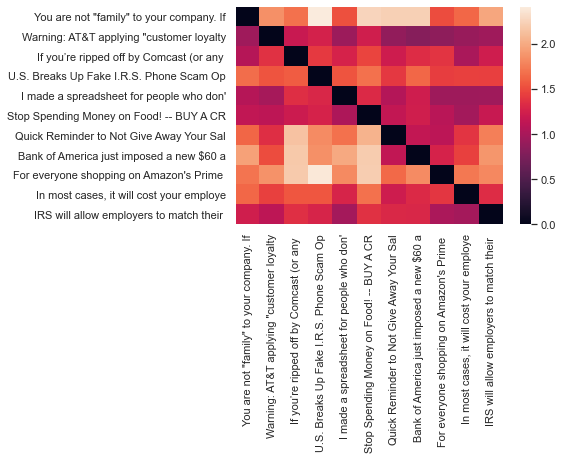 You are not "family" to your company. If
Warning: AT&T applying "customer loyalty
If you're ripped off by Comcast (or any
U.S. Breaks Up Fake I.R.S. Phone Scam Op
I made a spreadsheet for people who don'
Stop Spending Money on Food! -- BUY A CR
Quick Reminder to Not Give Away Your Sal
Bank of America just imposed a new $60 a
For everyone shopping on Amazon's Prime
In most cases, it will cost your employe
IRS will allow employers to match their
2.0
1.5
1.0
0.5
0.0
You are not "family" to your company. If
Warning: AT&T applying "customer loyalty
If you're ripped off by Comcast (or any
U.S. Breaks Up Fake I.R.S. Phone Scam Op
I made a spreadsheet for people who don'
Stop Spending Money on Food! -- BUY A CR
Quick Reminder to Not Give Away Your Sal
Bank of America just imposed a new $60 a
For everyone shopping on Amazon's Prime
In most cases, it will cost your employe
IRS will allow employers to match their